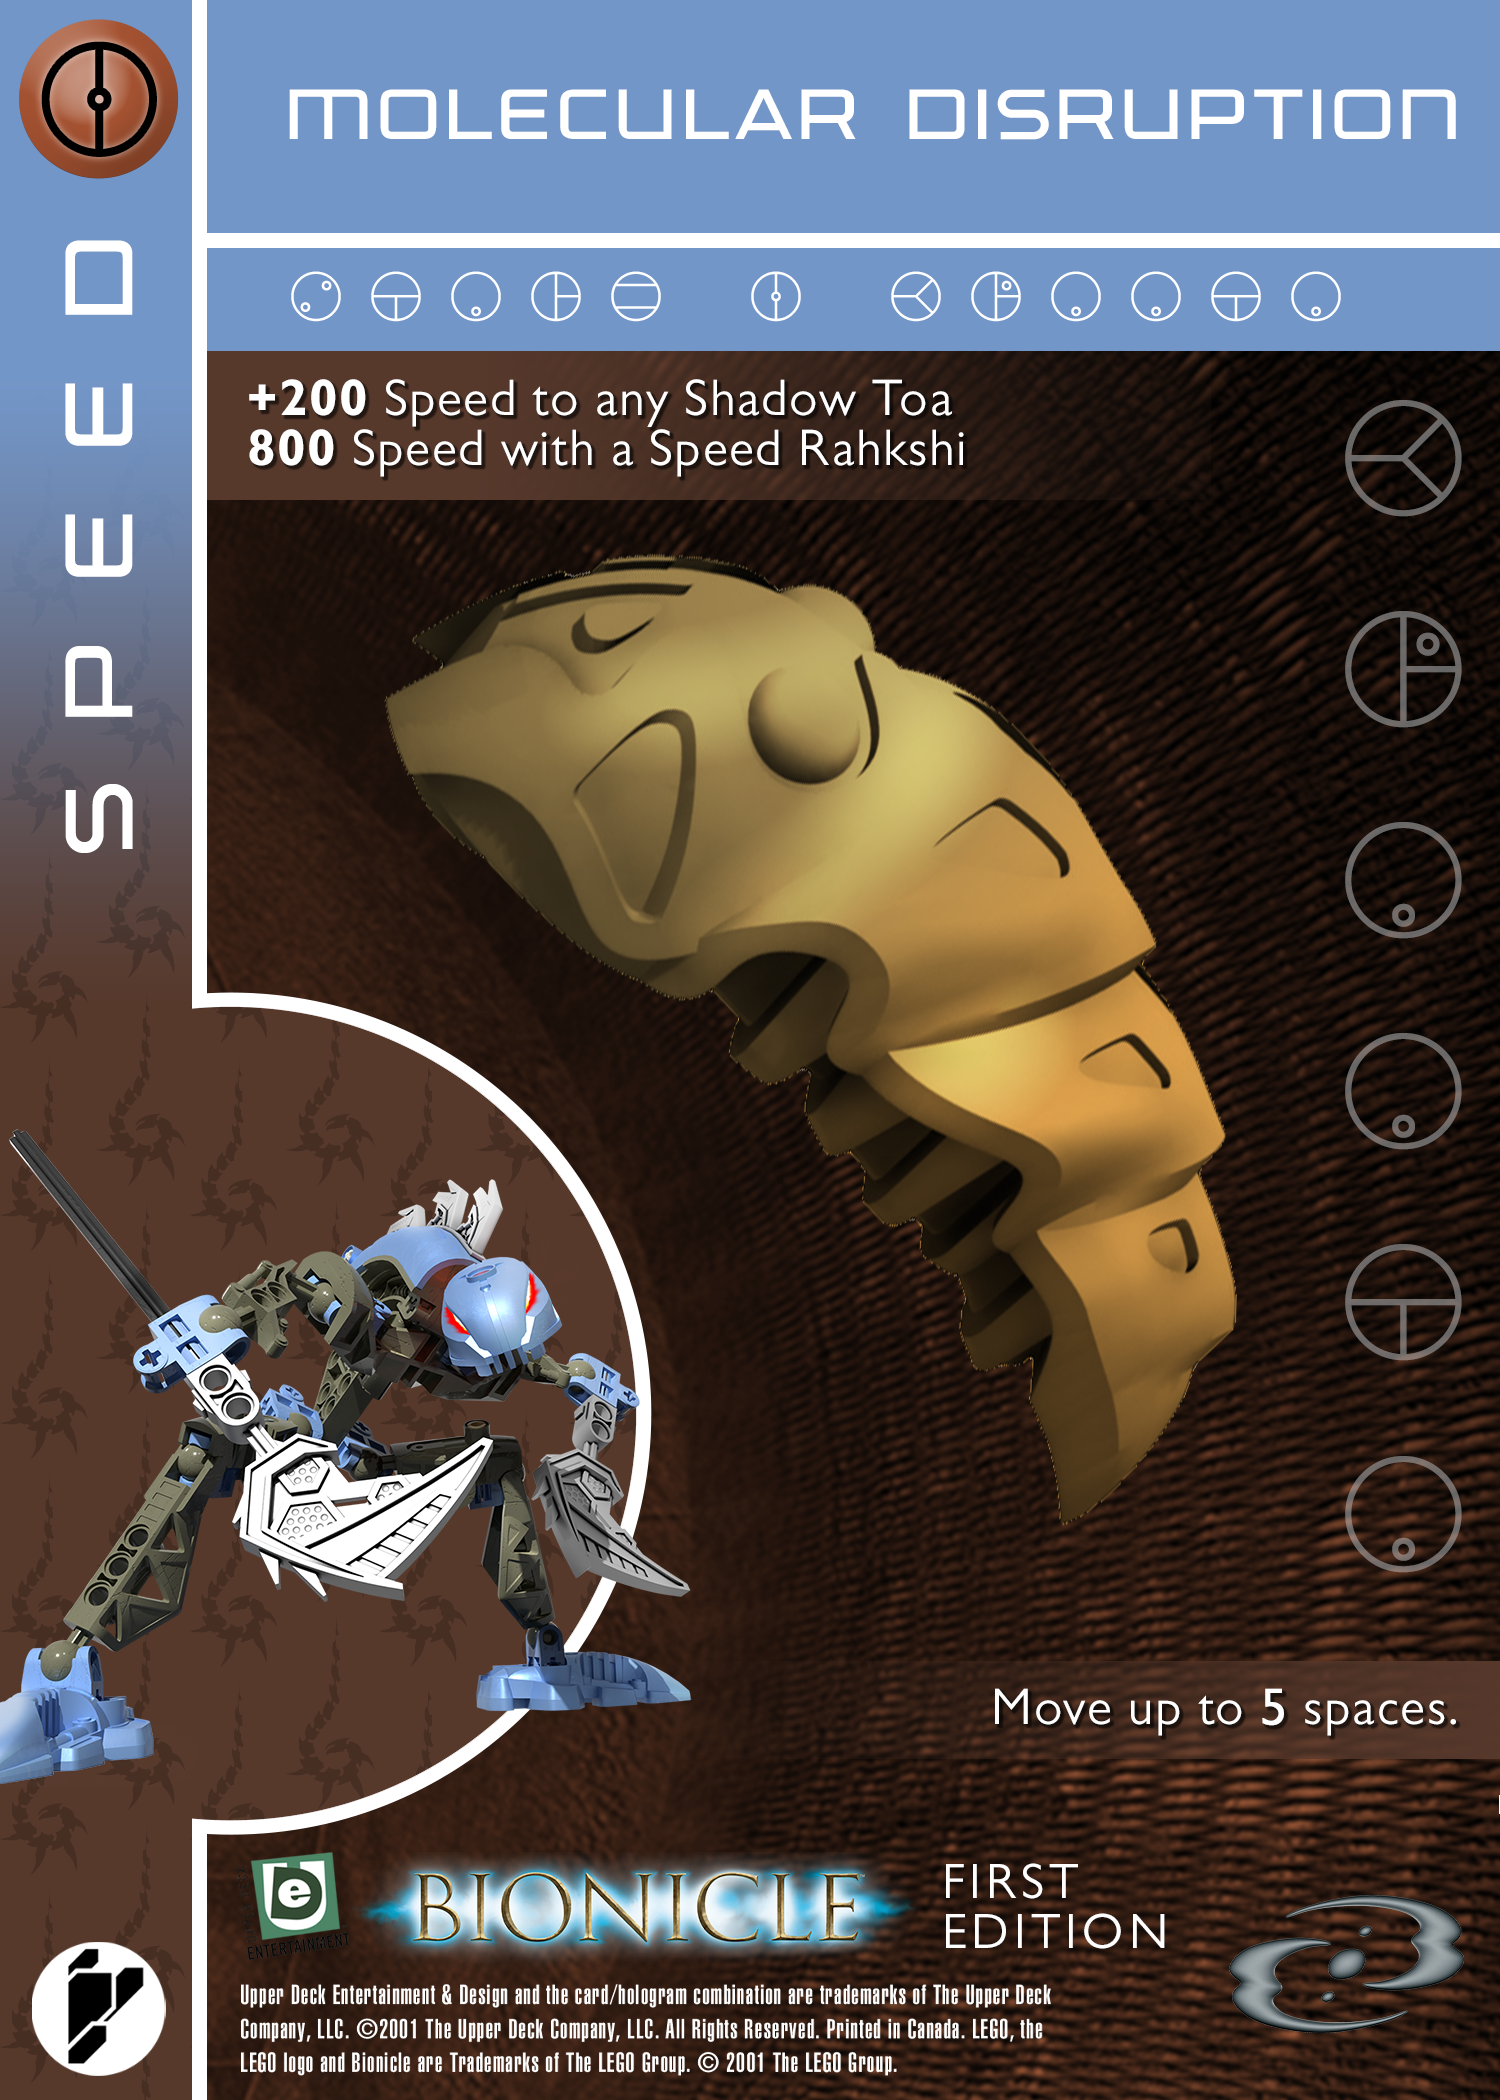 MOLECULAR DISRUPTION
SPEED
+200 Speed to any Shadow Toa
800 Speed with a Speed Rahkshi
Move up to 5 spaces.
de
ENTERTAINMENT
BIONICLE
FIRST
EDITION
Upper Deck Entertainment & Design and the card/hologram combination are trademarks of The Upper Deck
Company, LLC. ©2001 The Upper Deck Company, LLC. All Rights Reserved. Printed in Canada. LEGO, the
LEGO logo and Bionicle are Trademarks of The LEGO Group. © 2001 The LEGO Group.